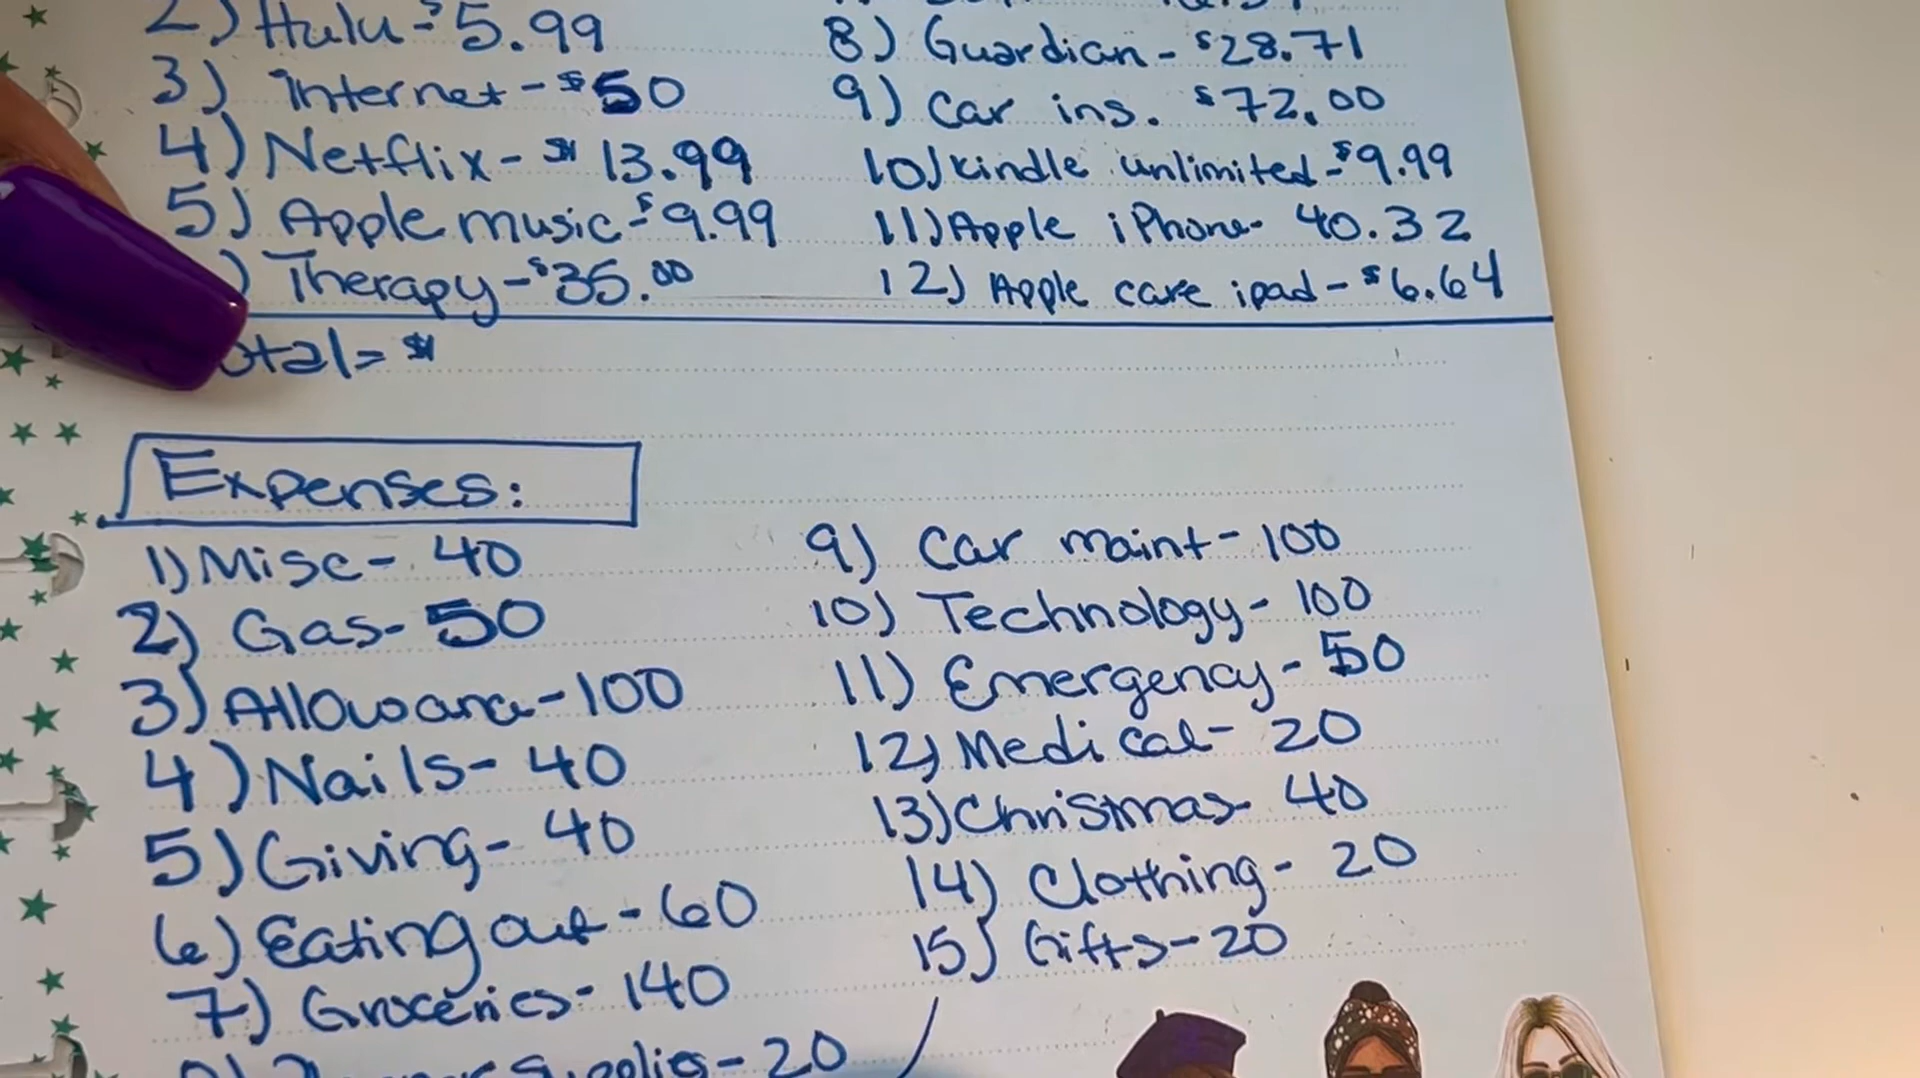 2) Hulu - $5.99
3) Internet - $50
4) Netflix - $13.99
5) Apple music - $9.99
) Therapy - $35.00
8) Guardian - $28.71
9) Car ins. $72.00
10) Kindle unlimited - $9.99
11) Apple iPhone - 40.32
12) Apple care ipad - $6.64
otal = $
Expenses:
1) Misc - 40
2) Gas - 50
3) Allowance - 100
4) Nails - 40
5) Giving - 40
6) Eating out - 60
7) Groceries - 140
Supplies - 20
9) Car maint - 100
10) Technology - 100
11) Emergency - 50
12) Medical - 20
13) Christmas - 40
14) Clothing - 20
15) Gifts - 20